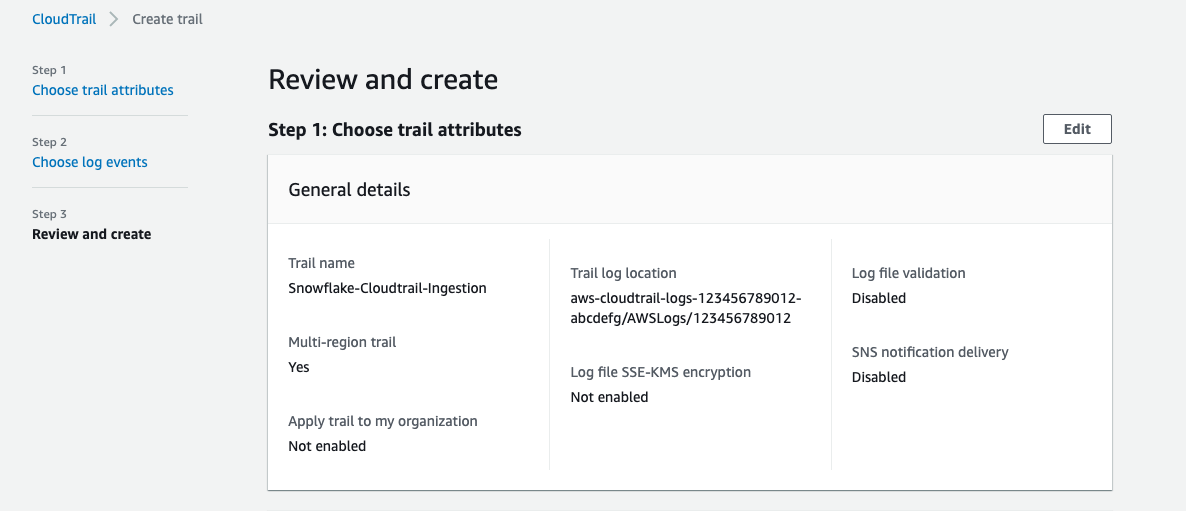 CloudTrail > Create trail
Step 1
Choose trail attributes
Step 2
Choose log events
Step 3
Review and create
Review and create
Step 1: Choose trail attributes
Edit
General details
Trail name
Snowflake-Cloudtrail-Ingestion
Multi-region trail
Yes
Apply trail to my organization
Not enabled
Trail log location
aws-cloudtrail-logs-123456789012-
abcdefg/AWSLogs/123456789012
Log file SSE-KMS encryption
Not enabled
Log file validation
Disabled
SNS notification delivery
Disabled